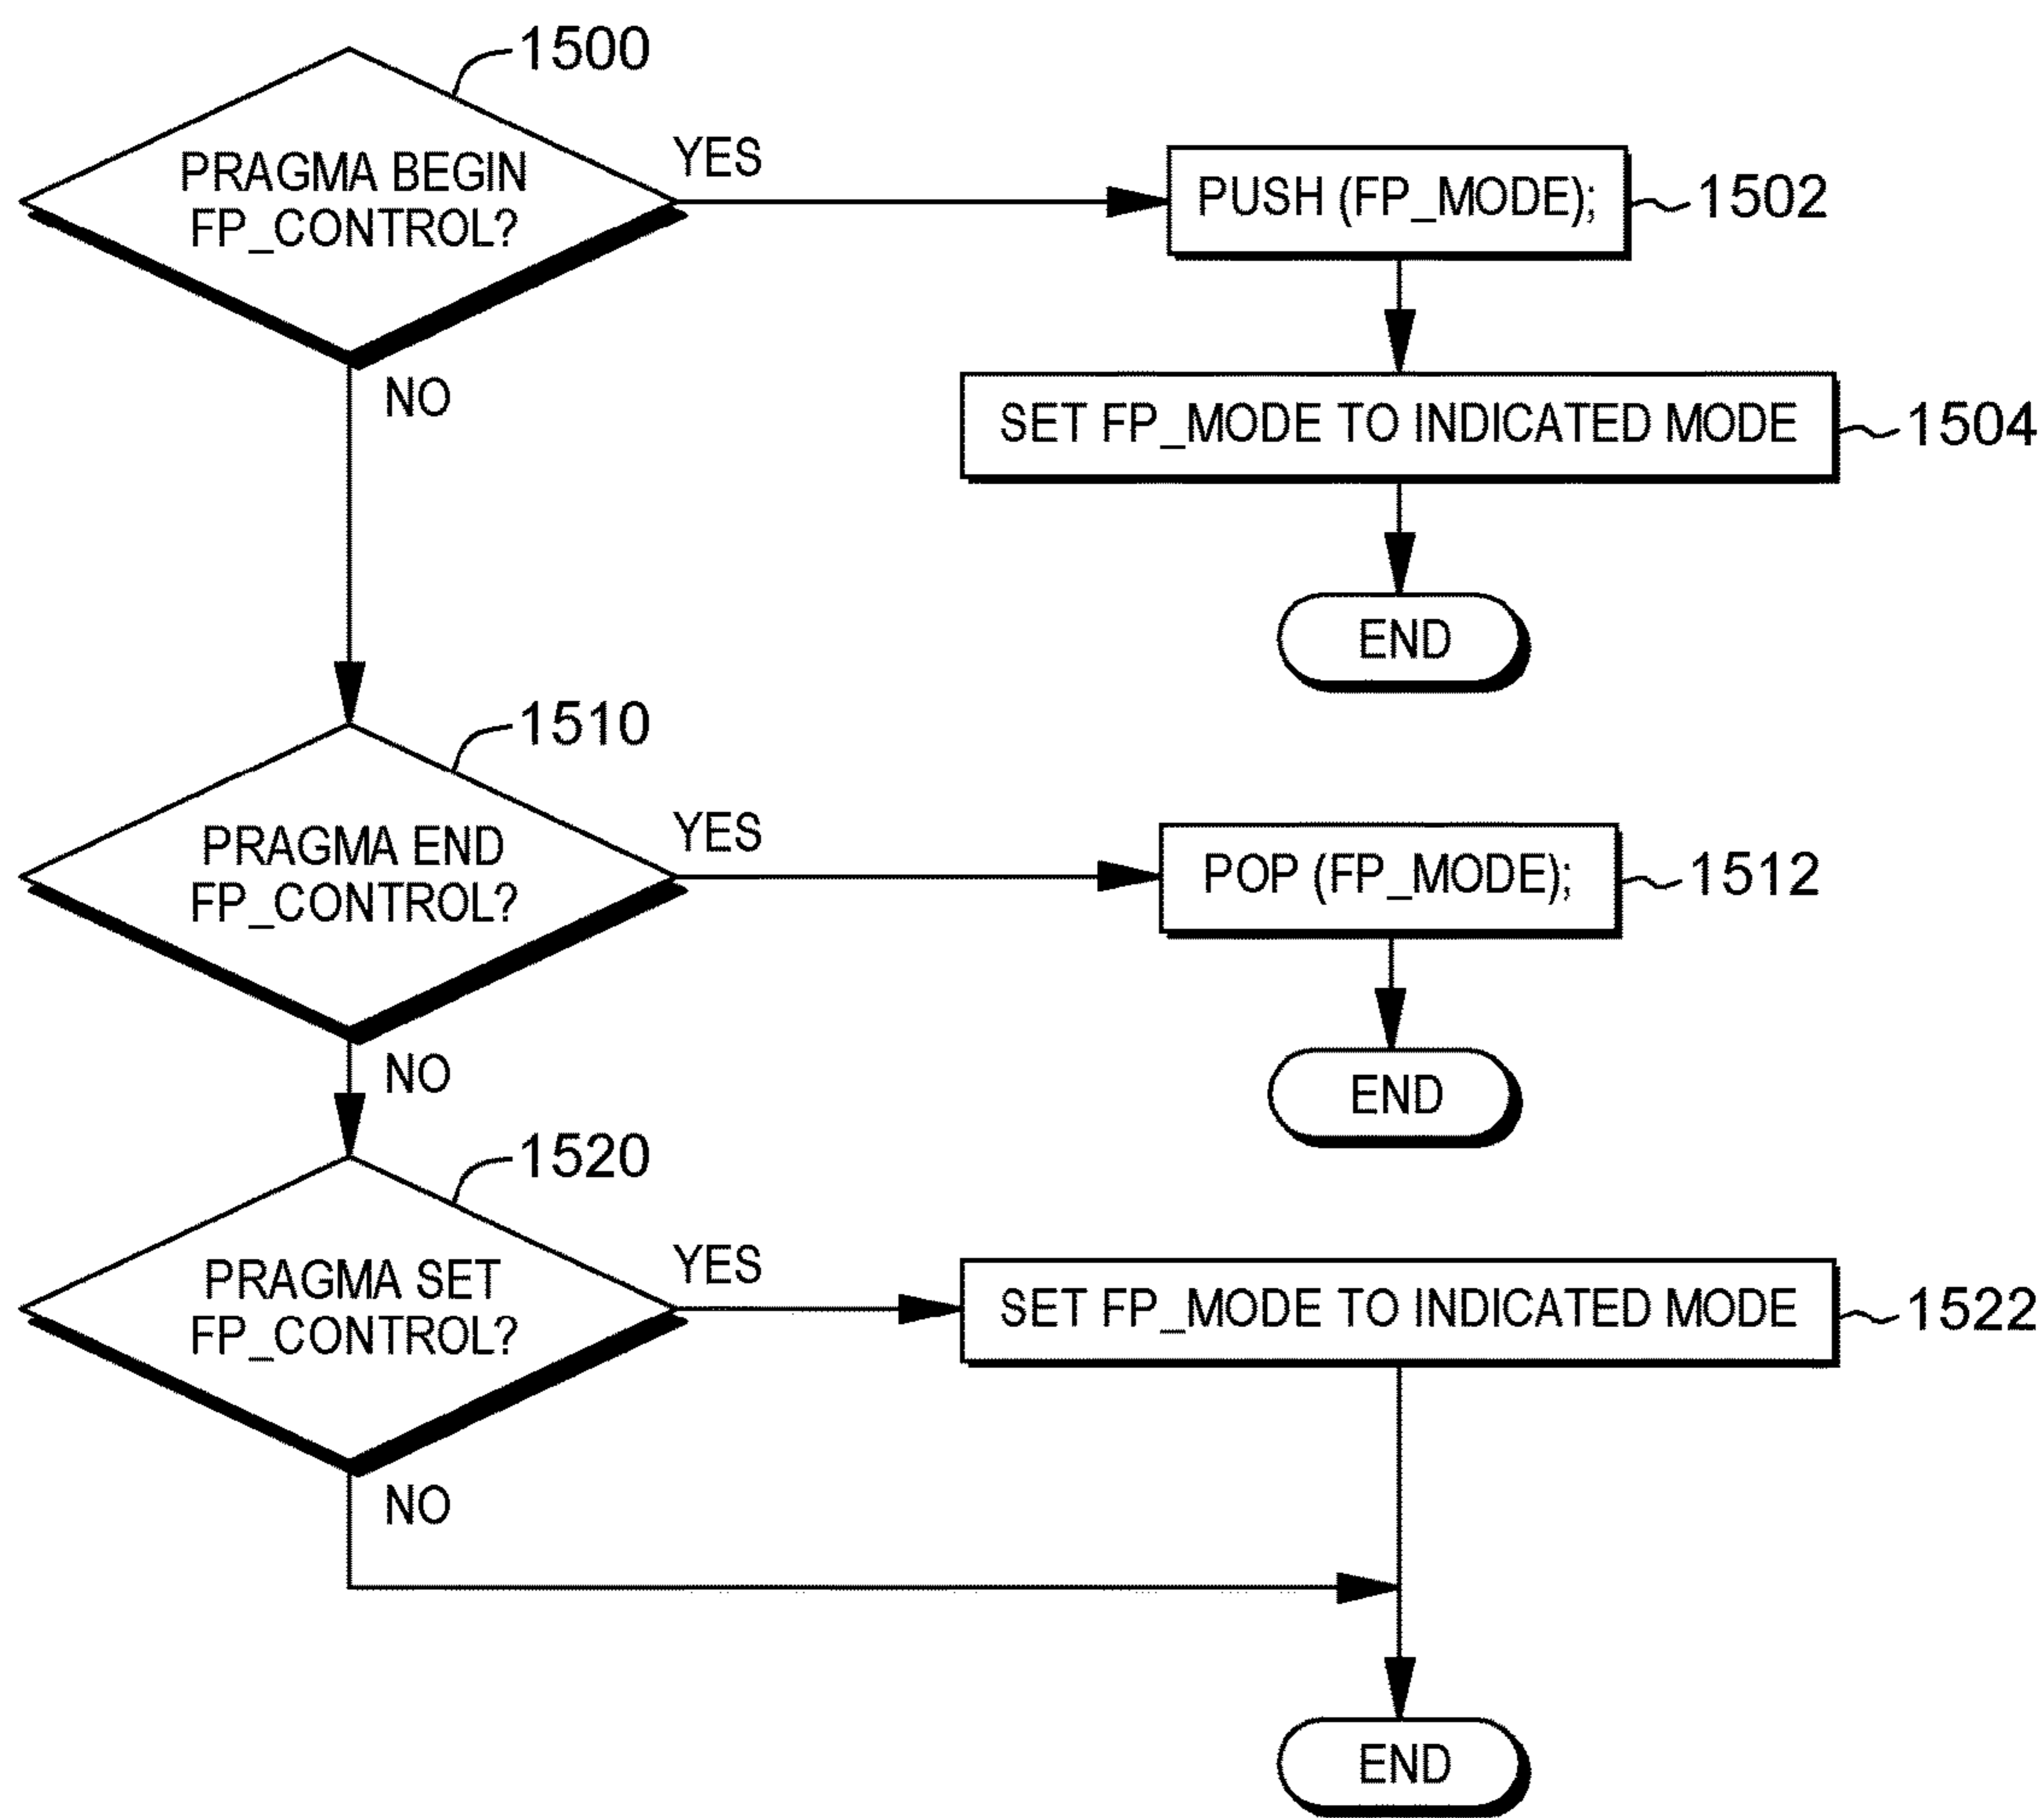 1500
PRAGMA BEGIN
FP_CONTROL?
YES
PUSH (FP_MODE);
1502
NO
SET FP_MODE TO INDICATED MODE
1504
END
1510
PRAGMA END
FP_CONTROL?
YES
POP (FP_MODE);
1512
NO
END
1520
PRAGMA SET
FP_CONTROL?
YES
SET FP_MODE TO INDICATED MODE
1522
NO
END